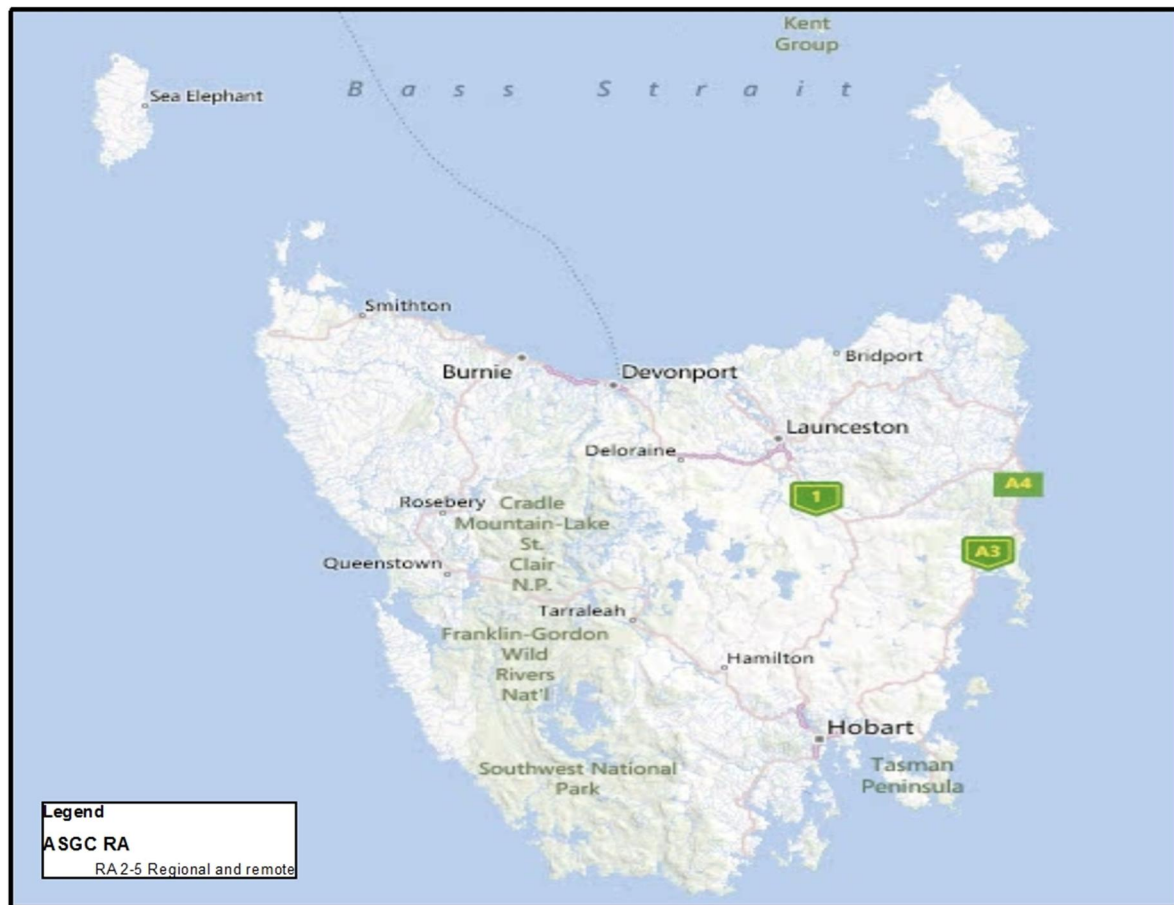 Kent
Group
Sea Elephant
Bass Strait
Smithton
Bridport
Burnie
Devonport
Launceston
Deloraine
A4
1
Rosebery
Cradle
Mountain-Lake
St.
Clair
N.P.
A3
Queenstown
Tarraleah
Franklin-Gordon
Wild
Rivers
Nat'l
Hamilton
Hobart
Southwest National
Park
Tasman
Peninsula
Legend
ASGC RA
RA 2-5 Regional and remote